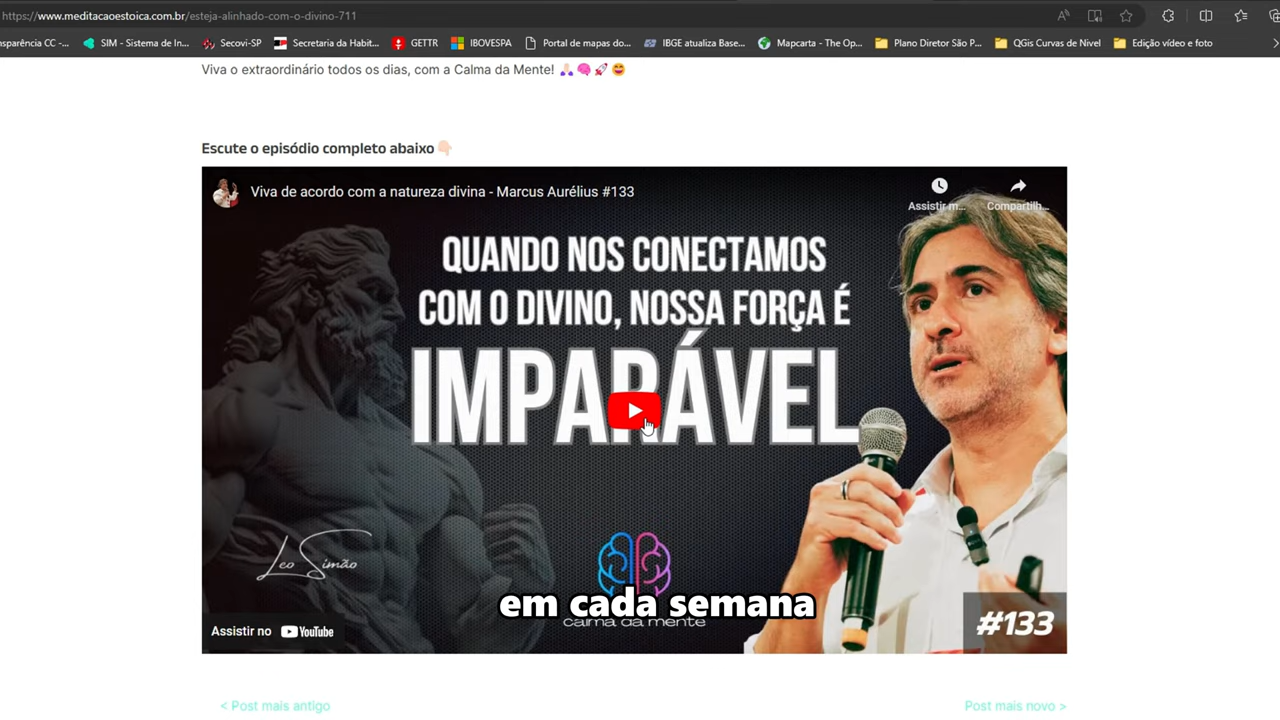 https://www.meditacaoestoica.com.br/esteja-alinhado-com-o-divino-711
nsparência CC -...
SIM - Sistema de In...
Secovi-SP
Secretaria da Habit...
GETTR
IBOVESPA
Portal de mapas do...
IBGE atualiza Base...
Mapcarta - The Op...
Plano Diretor São P...
QGis Curvas de Nivel
Edição vídeo e foto
Viva o extraordinário todos os dias, com a Calma da Mente! 🙏🏻🧠🚀😄
Escute o episódio completo abaixo👇🏻
Viva de acordo com a natureza divina - Marcus Aurélius #133
Assistir m...
Compartilh...
QUANDO NOS CONECTAMOS
COM O DIVINO, NOSSA FORÇA É
IMPARÁVEL
Leo Simão
em cada semana
calma da mente
#133
Assistir no YouTube
< Post mais antigo
Post mais novo >